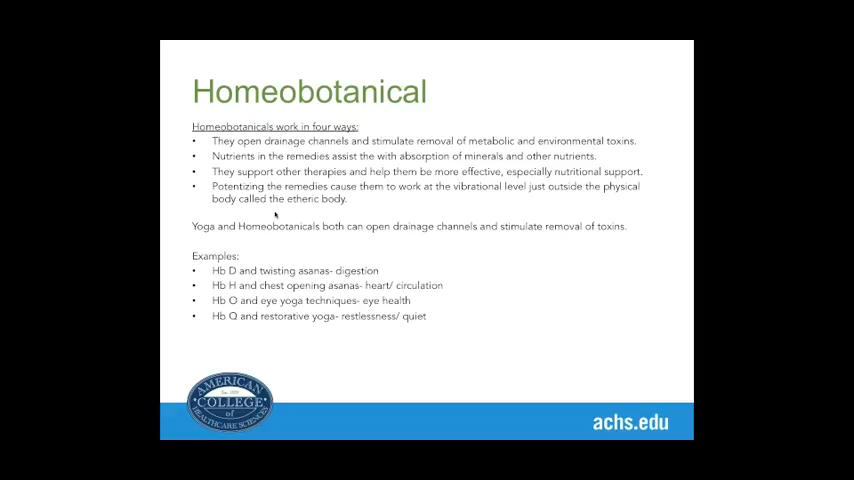 Homeobotanical
Homeobotanicals work in four ways:
• They open drainage channels and stimulate removal of metabolic and environmental toxins.
• Nutrients in the remedies assist the with absorption of minerals and other nutrients.
• They support other therapies and help them be more effective, especially nutritional support.
• Potentizing the remedies cause them to work at the vibrational level just outside the physical
body called the etheric body.
Yoga and Homeobotanicals both can open drainage channels and stimulate removal of toxins.
Examples:
• Hb D and twisting asanas- digestion
• Hb H and chest opening asanas- heart/ circulation
• Hb O and eye yoga techniques- eye health
• Hb Q and restorative yoga- restlessness/ quiet
AMERICAN
COLLEGE
of
HEALTHCARE SCIENCES
achs.edu